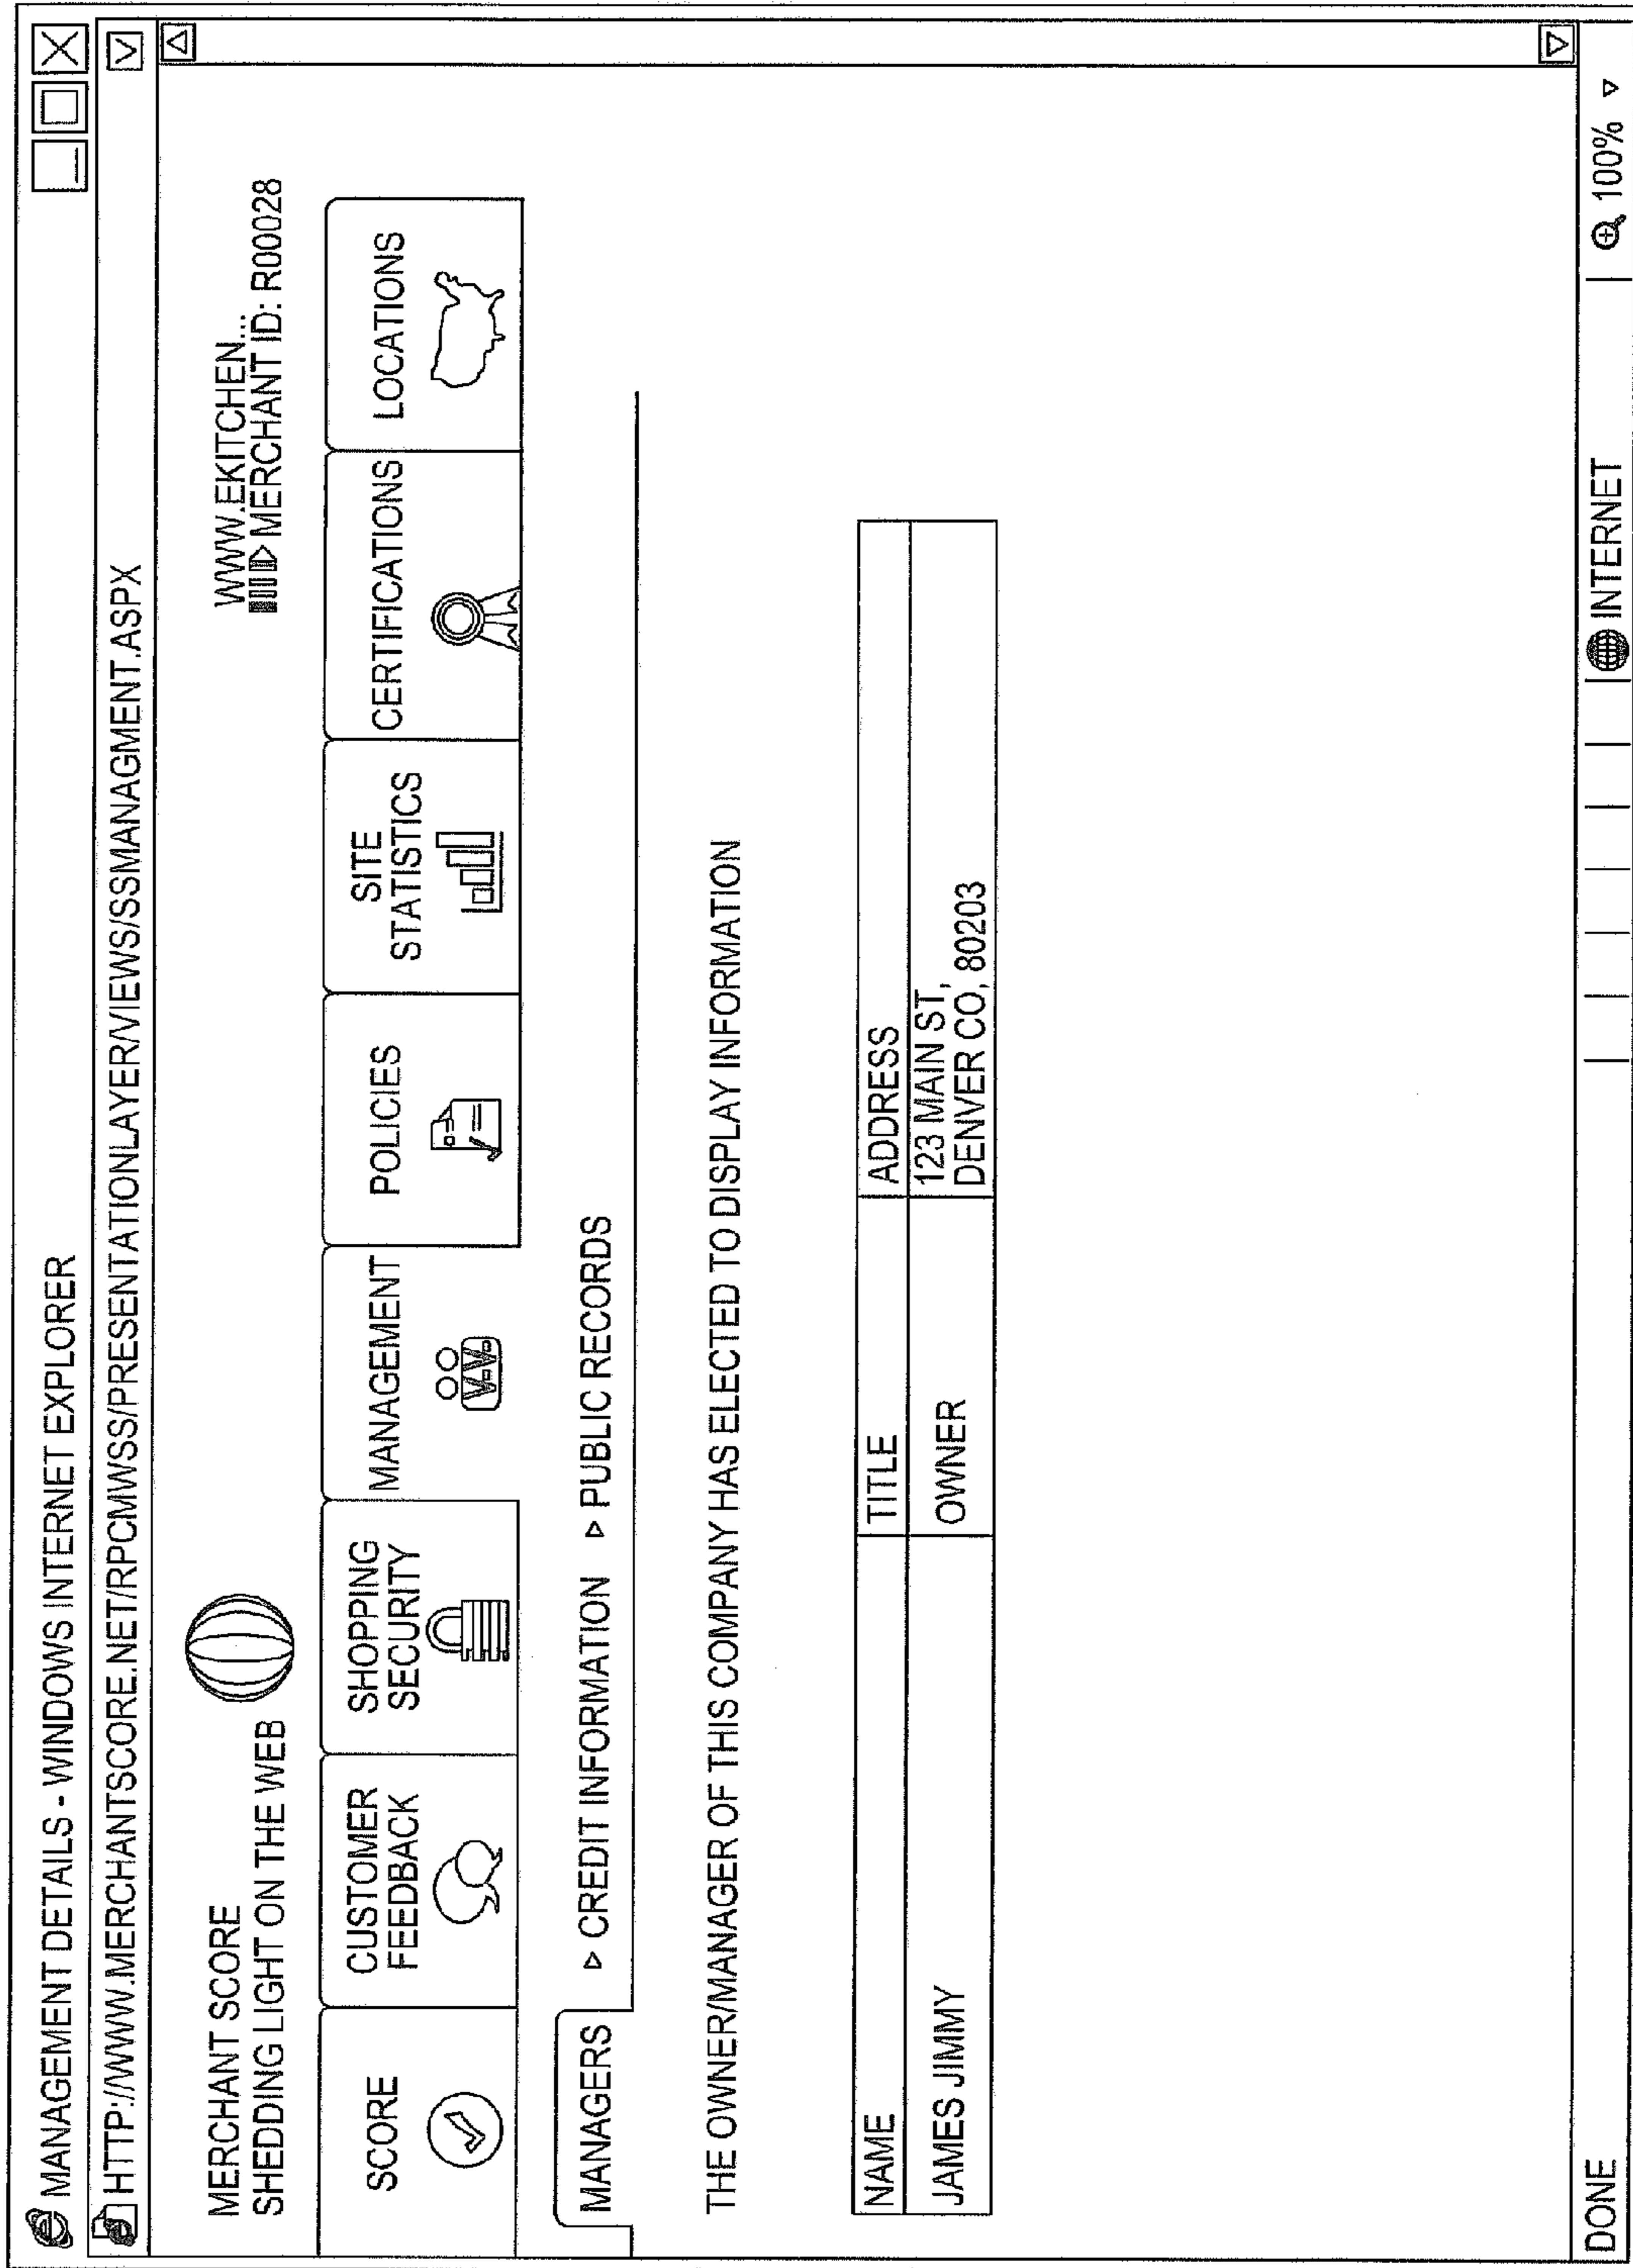 MANAGEMENT DETAILS - WINDOWS INTERNET EXPLORER
HTTP://WWW.MERCHANTSCORE.NET/RPCMWSS/PRESENTATIONLAYER/VIEWS/SSMANAGMENT.ASPX
MERCHANT SCORE
SHEDDING LIGHT ON THE WEB
WWW.EKITCHEN...
MERCHANT ID: R00028
SCORE
CUSTOMER
FEEDBACK
SHOPPING
SECURITY
MANAGEMENT
POLICIES
SITE
STATISTICS
CERTIFICATIONS
LOCATIONS
MANAGERS ▹ CREDIT INFORMATION ▹ PUBLIC RECORDS
THE OWNER/MANAGER OF THIS COMPANY HAS ELECTED TO DISPLAY INFORMATION
NAME TITLE ADDRESS
JAMES JIMMY OWNER 123 MAIN ST,
DENVER CO, 80203
DONE INTERNET 100%